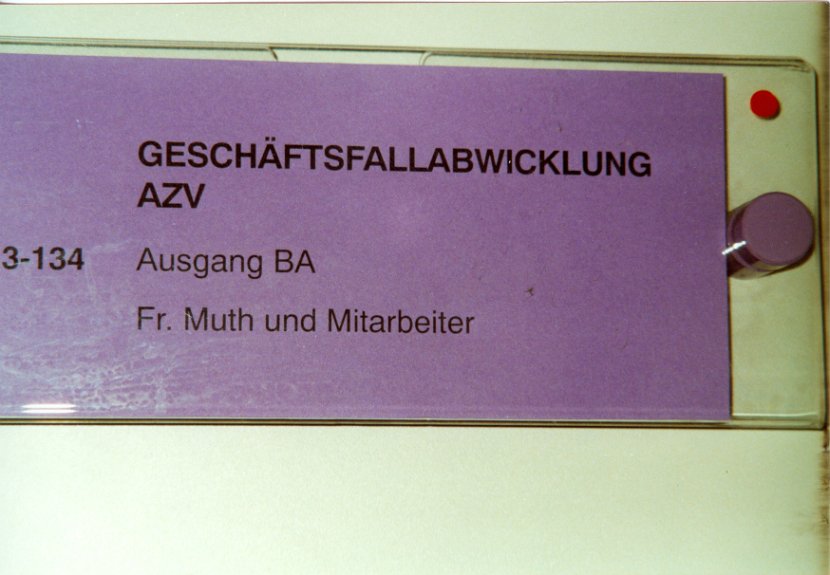 GESCHÄFTSFALLABWICKLUNG
AZV
3-134 Ausgang BA
Fr. Muth und Mitarbeiter